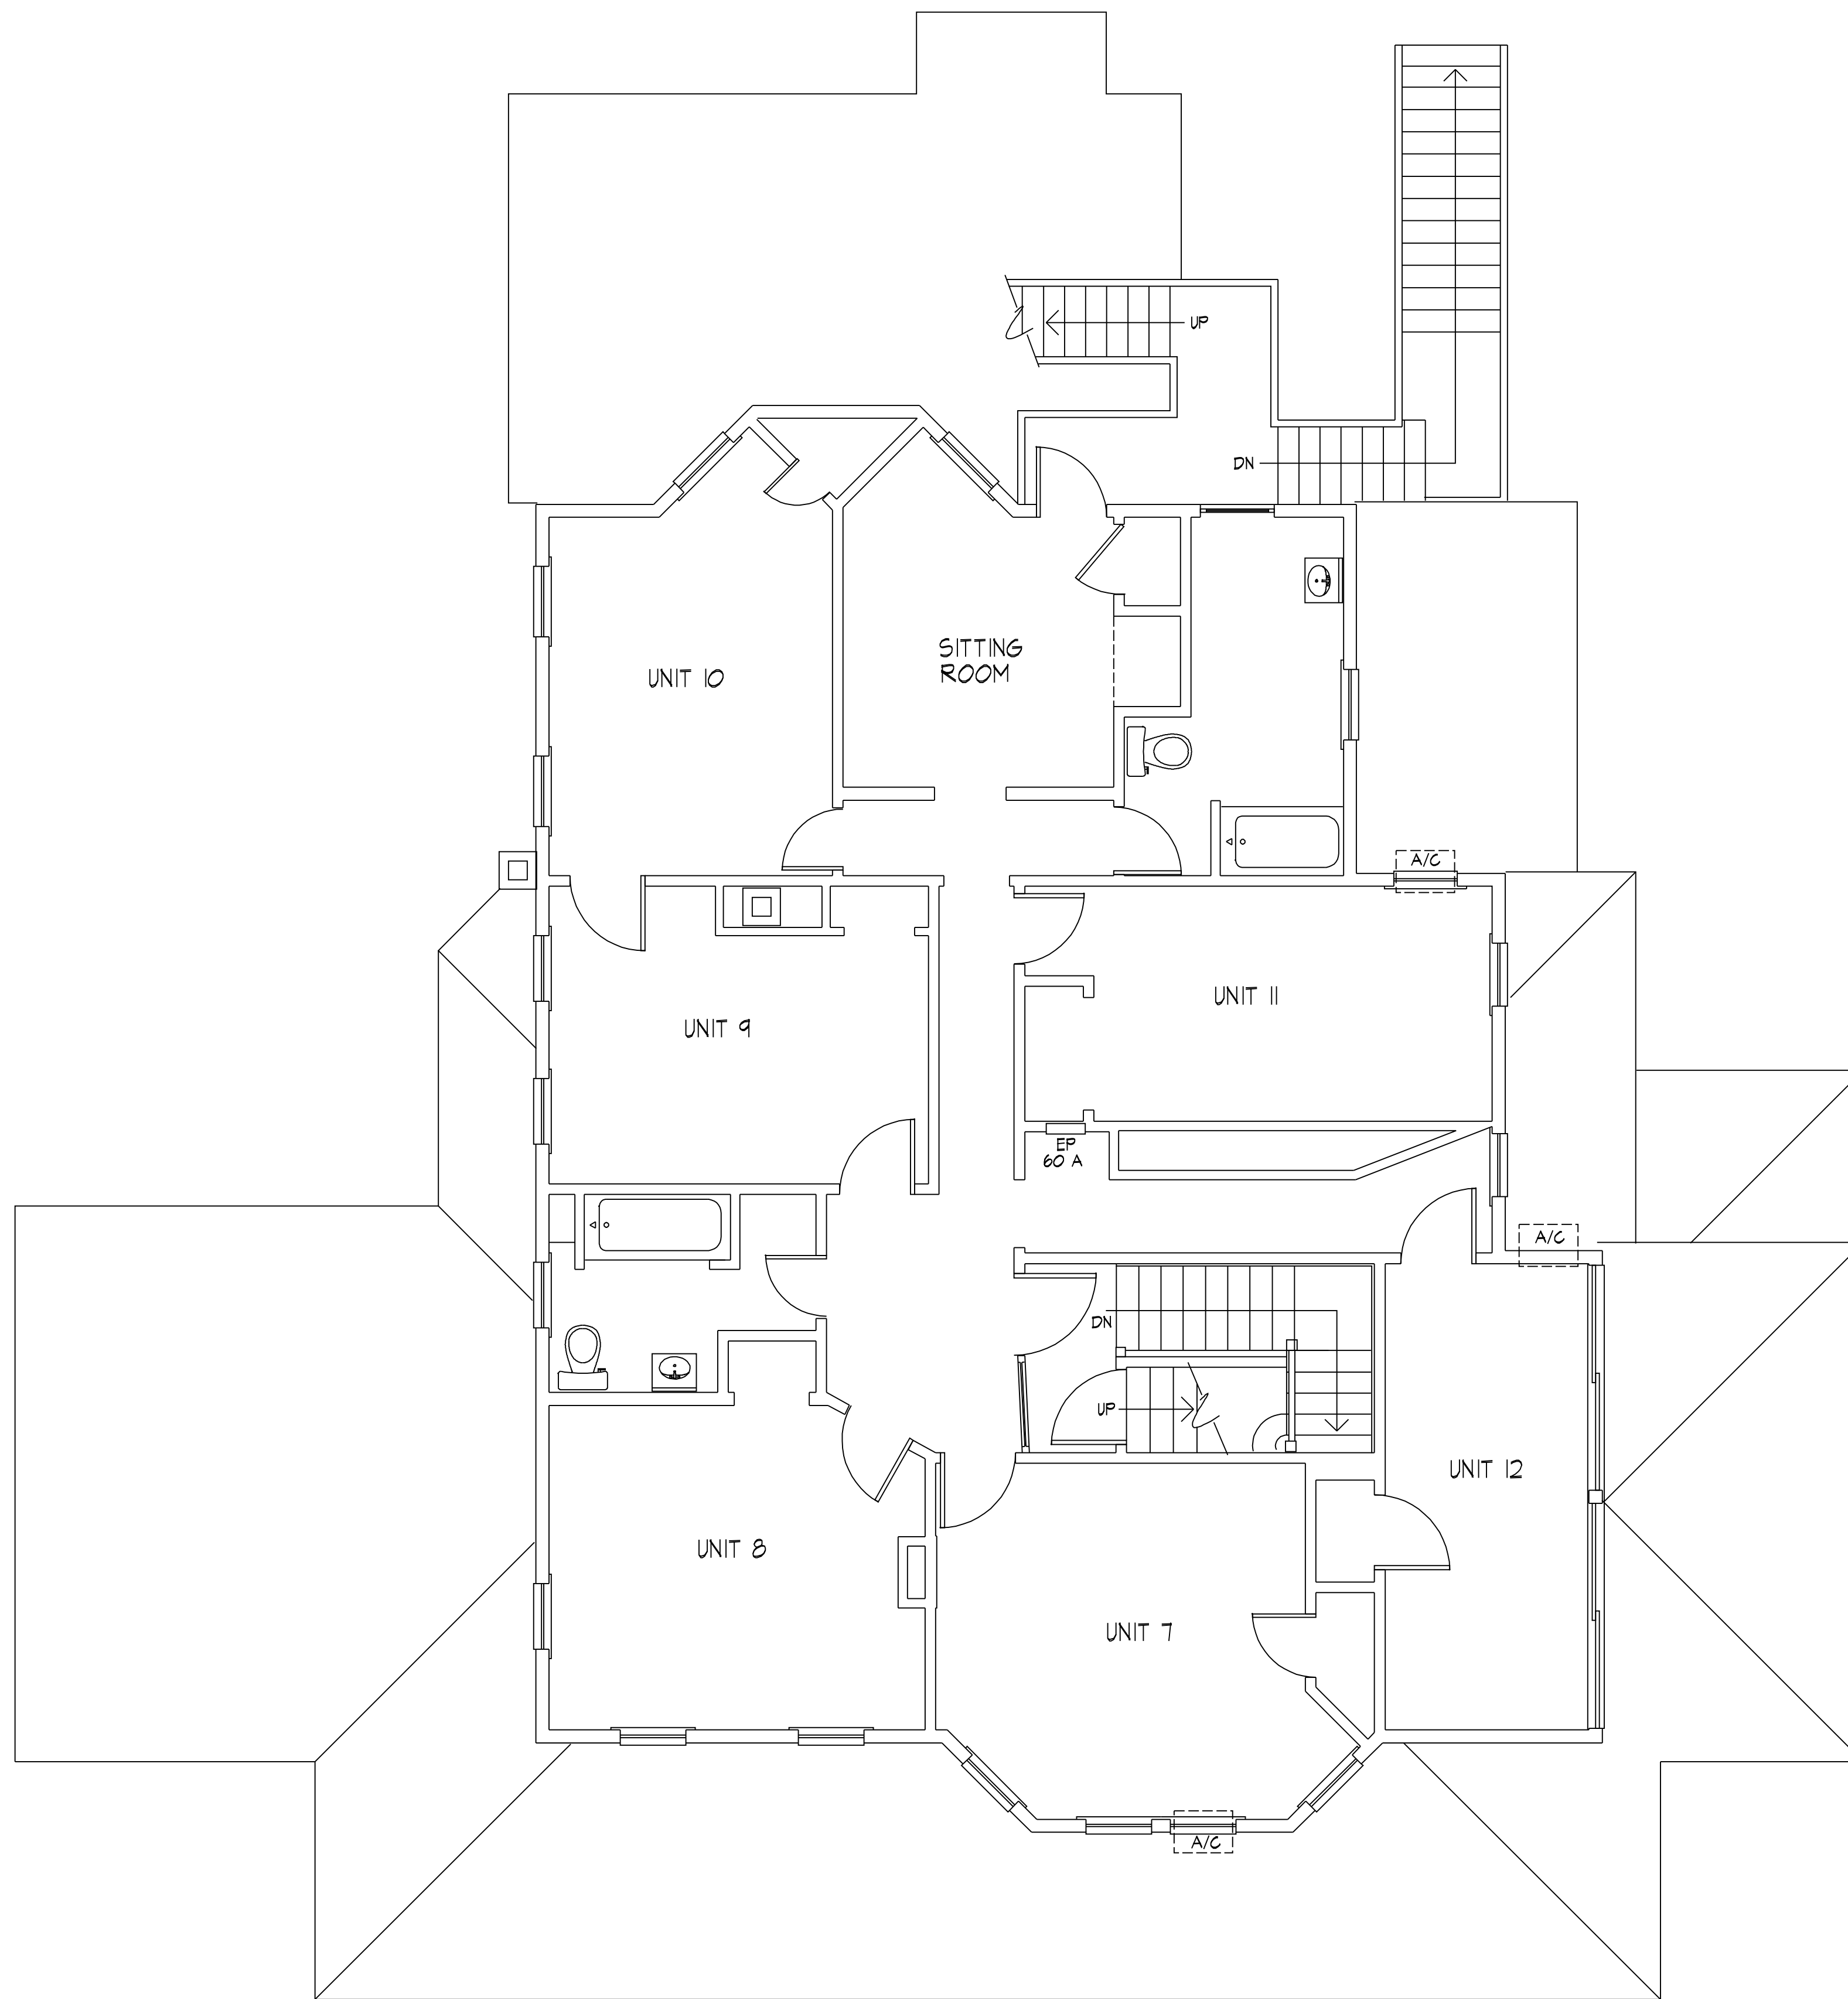 UP
DN
SITTING
ROOM
UNIT 10
A/C
UNIT 11
UNIT 9
EP
60 A
A/C
DN
UP
UNIT 12
UNIT 8
UNIT 7
A/C